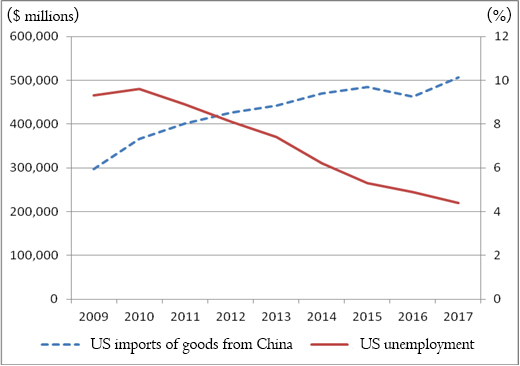 ($ millions) (%)
600,000 12
500,000 10
400,000 8
300,000 6
200,000 4
100,000 2
0 0
2009 2010 2011 2012 2013 2014 2015 2016 2017
US imports of goods from China US unemployment